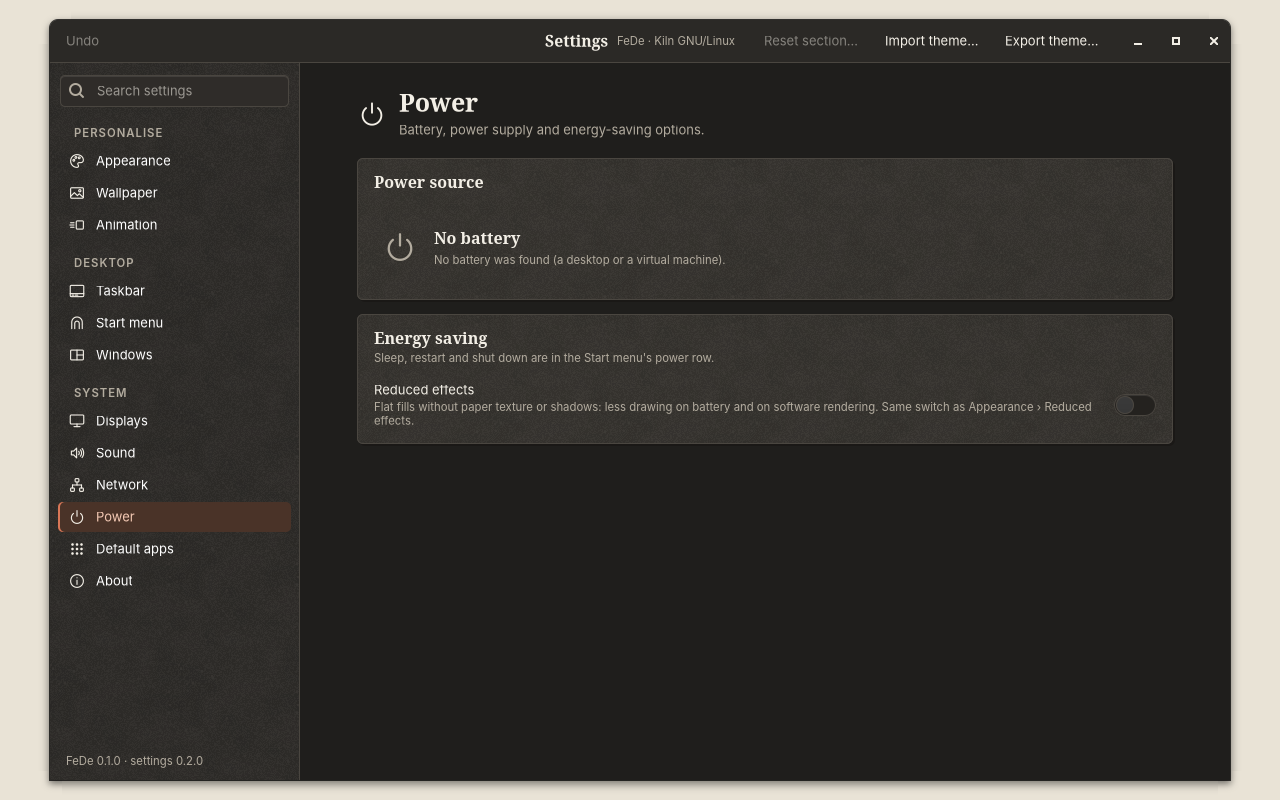 Undo
Settings FeDe · Kiln GNU/Linux
Reset section...
Import theme...
Export theme...
Search settings
PERSONALISE
Appearance
Wallpaper
Animation
DESKTOP
Taskbar
Start menu
Windows
SYSTEM
Displays
Sound
Network
Power
Default apps
About
FeDe 0.1.0 · settings 0.2.0
Power
Battery, power supply and energy-saving options.
Power source
No battery
No battery was found (a desktop or a virtual machine).
Energy saving
Sleep, restart and shut down are in the Start menu's power row.
Reduced effects
Flat fills without paper texture or shadows: less drawing on battery and on software rendering. Same switch as Appearance › Reduced
effects.